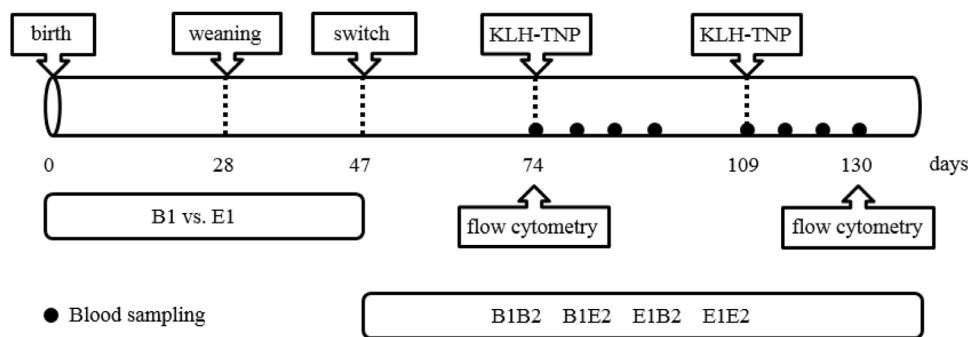 birth weaning switch KLH-TNP KLH-TNP
0 28 47 74 109 130 days
B1 vs. E1
flow cytometry flow cytometry
Blood sampling
B1B2 B1E2 E1B2 E1E2